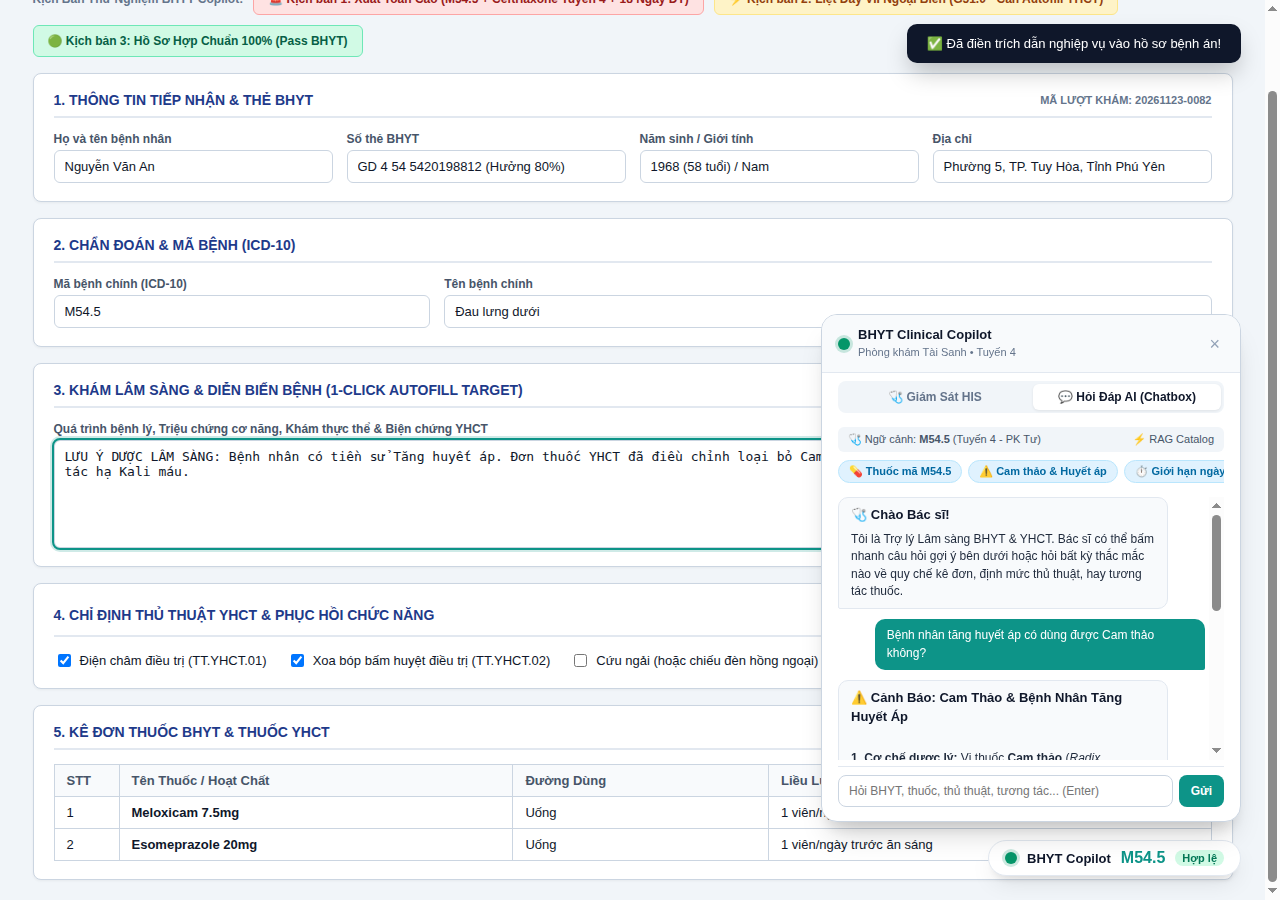 Kịch bản 3: Hồ Sơ Hợp Chuẩn 100% (Pass BHYT)
✅ Đã điền trích dẫn nghiệp vụ vào hồ sơ bệnh án!
1. THÔNG TIN TIẾP NHẬN & THẺ BHYT
MÃ LƯỢT KHÁM: 20261123-0082
Họ và tên bệnh nhân
Số thẻ BHYT
Năm sinh / Giới tính
Địa chỉ
Nguyễn Văn An
GD 4 54 5420198812 (Hưởng 80%)
1968 (58 tuổi) / Nam
Phường 5, TP. Tuy Hòa, Tỉnh Phú Yên
2. CHẨN ĐOÁN & MÃ BỆNH (ICD-10)
Mã bệnh chính (ICD-10)
Tên bệnh chính
M54.5
Đau lưng dưới
3. KHÁM LÂM SÀNG & DIỄN BIẾN BỆNH (1-CLICK AUTOFILL TARGET)
Quá trình bệnh lý, Triệu chứng cơ năng, Khám thực thể & Biện chứng YHCT
LƯU Ý DƯỢC LÂM SÀNG: Bệnh nhân có tiền sử Tăng huyết áp. Đơn thuốc YHCT đã điều chỉnh loại bỏ Cam
tác hạ Kali máu.
4. CHỈ ĐỊNH THỦ THUẬT YHCT & PHỤC HỒI CHỨC NĂNG
Điện châm điều trị (TT.YHCT.01)
Xoa bóp bấm huyệt điều trị (TT.YHCT.02)
Cứu ngải (hoặc chiếu đèn hồng ngoại)
5. KÊ ĐƠN THUỐC BHYT & THUỐC YHCT
STT
Tên Thuốc / Hoạt Chất
Đường Dùng
1
Meloxicam 7.5mg
Uống
1 viên/
2
Esomeprazole 20mg
Uống
1 viên/ngày trước ăn sáng
BHYT Clinical Copilot
Phòng khám Tài Sanh • Tuyến 4
×
🩺 Giám Sát HIS
💬 Hỏi Đáp AI (Chatbox)
🩺 Ngữ cảnh: M54.5 (Tuyến 4 - PK Tư)
⚡ RAG Catalog
💊 Thuốc mã M54.5
⚠️ Cam thảo & Huyết áp
⏱️ Giới hạn ngày
🩺 Chào Bác sĩ!
Tôi là Trợ lý Lâm sàng BHYT & YHCT. Bác sĩ có thể bấm
nhanh câu hỏi gợi ý bên dưới hoặc hỏi bất kỳ thắc mắc
nào về quy chế kê đơn, định mức thủ thuật, hay tương
tác thuốc.
Bệnh nhân tăng huyết áp có dùng được Cam thảo
không?
⚠️ Cảnh Báo: Cam Thảo & Bệnh Nhân Tăng
Huyết Áp
1. Cơ chế dược lý: Vị thuốc Cam thảo (Radix
Hỏi BHYT, thuốc, thủ thuật, tương tác... (Enter)
Gửi
BHYT Copilot M54.5 Hợp lệ